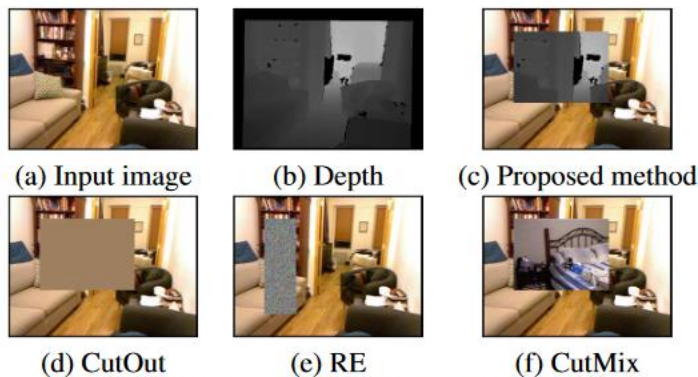 (a) Input image
(b) Depth
(c) Proposed method
(d) CutOut
(e) RE
(f) CutMix